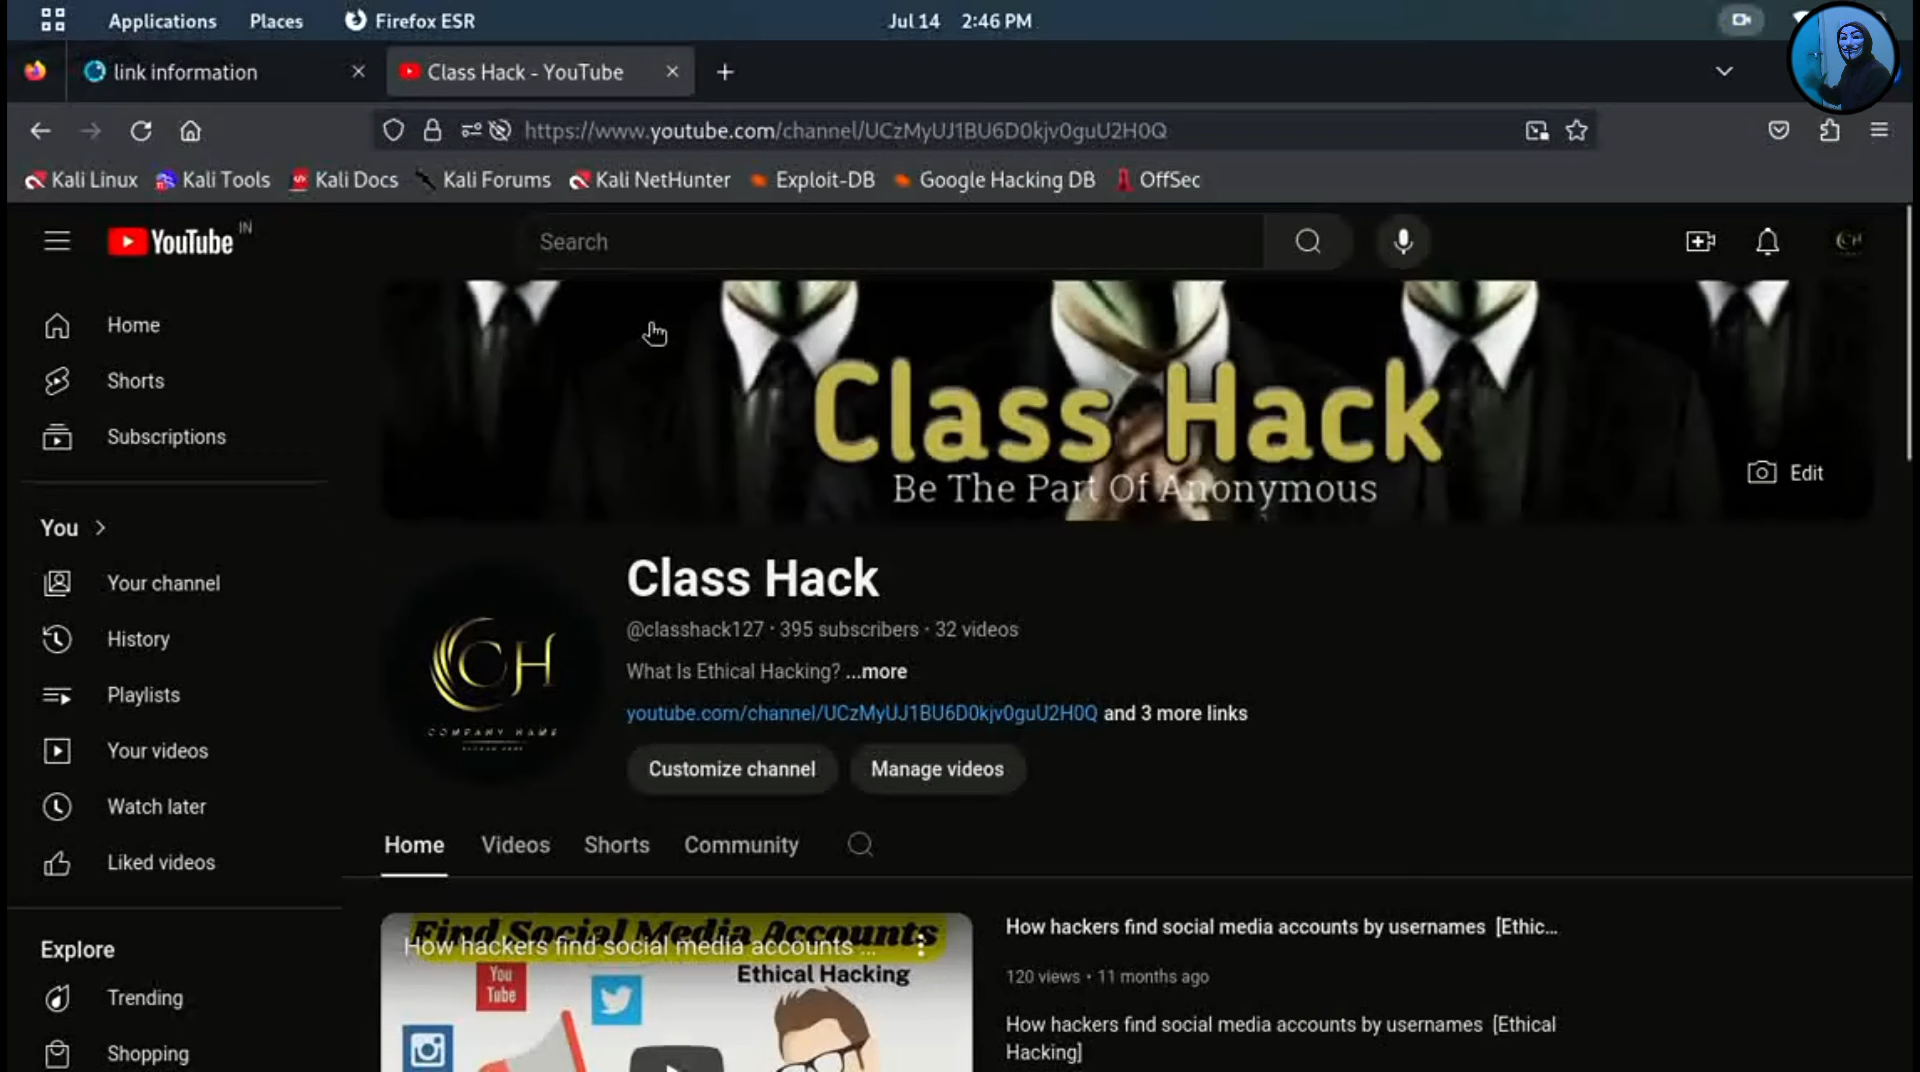 Applications Places Firefox ESR Jul 14 2:46 PM
link information Class Hack - YouTube
https://www.youtube.com/channel/UCzMyUJ1BU6D0kjv0guU2H0Q
Kali Linux Kali Tools Kali Docs Kali Forums Kali NetHunter Exploit-DB Google Hacking DB OffSec
YouTube IN Search CH
Home
Shorts
Subscriptions
You
Your channel
History
Playlists
Your videos
Watch later
Liked videos
Explore
Trending
Shopping
Class Hack
Be The Part Of Anonymous
Edit
CH
COMPANY NAME
Class Hack
@classhack127 · 395 subscribers · 32 videos
What Is Ethical Hacking? ...more
youtube.com/channel/UCzMyUJ1BU6D0kjv0guU2H0Q and 3 more links
Customize channel Manage videos
Home Videos Shorts Community
Find Social Media Accounts
How hackers find social media accounts ...
Ethical Hacking
You
Tube
How hackers find social media accounts by usernames [Ethic...
120 views · 11 months ago
How hackers find social media accounts by usernames [Ethical
Hacking]